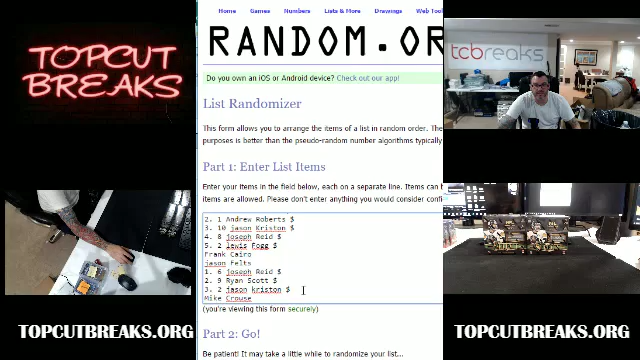 TOPCUT
BREAKS
Home Games Numbers Lists & More Drawings Web Too
RANDOM.OR
Do you own an iOS or Android device? Check out our app!
List Randomizer
This form allows you to arrange the items of a list in random order. The
purposes is better than the pseudo-random number algorithms typically
Part 1: Enter List Items
Enter your items in the field below, each on a separate line. Items can b
items are allowed. Please don't enter anything you would consider confi
2. 1 Andrew Roberts $
3. 10 jason Kriston $
4. 8 joseph Reid $
5. 2 lewis Fogg $
Frank Cairo
jason Felts
1. 6 joseph Reid $
2. 9 Ryan Scott $
3. 2 jason kriston $
Mike Crouse
(you're viewing this form securely)
Part 2: Go!
Be patient! It may take a little while to randomize your list...
tcbreaks
TOPCUTBREAKS.ORG
TOPCUTBREAKS.ORG